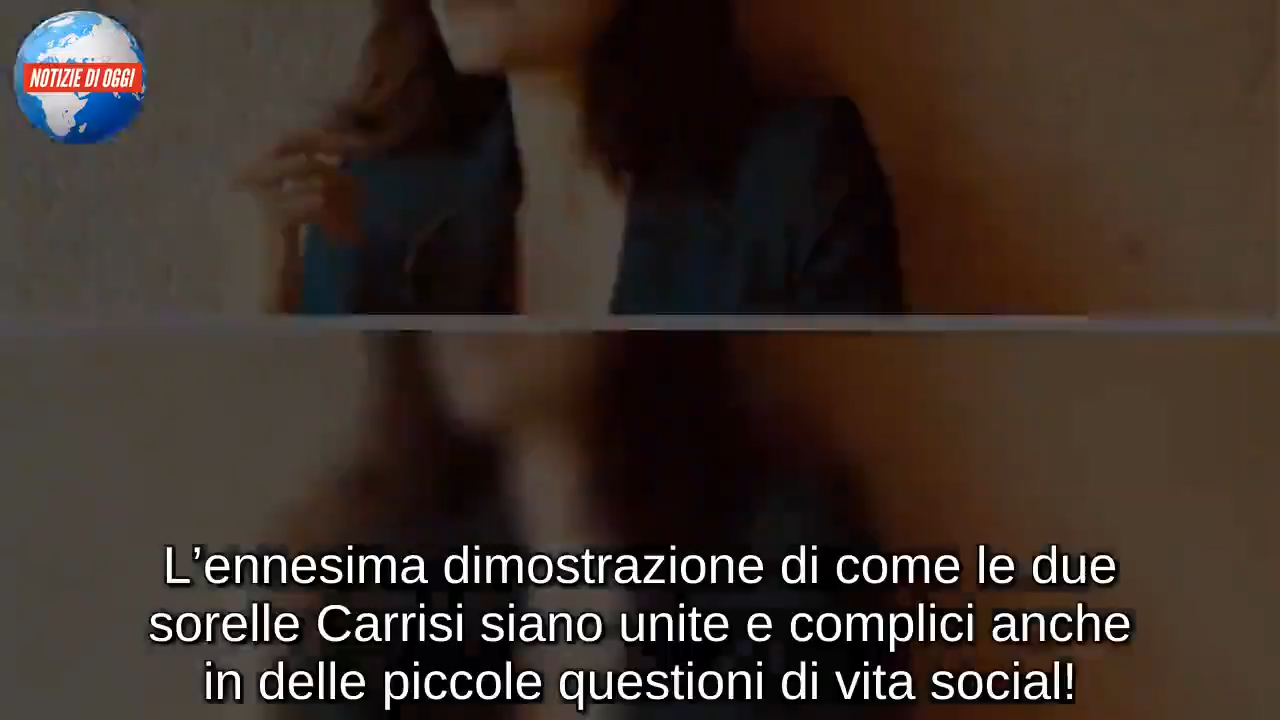 NOTIZIE DI OGGI
L’ennesima dimostrazione di come le due
sorelle Carrisi siano unite e complici anche
in delle piccole questioni di vita social!